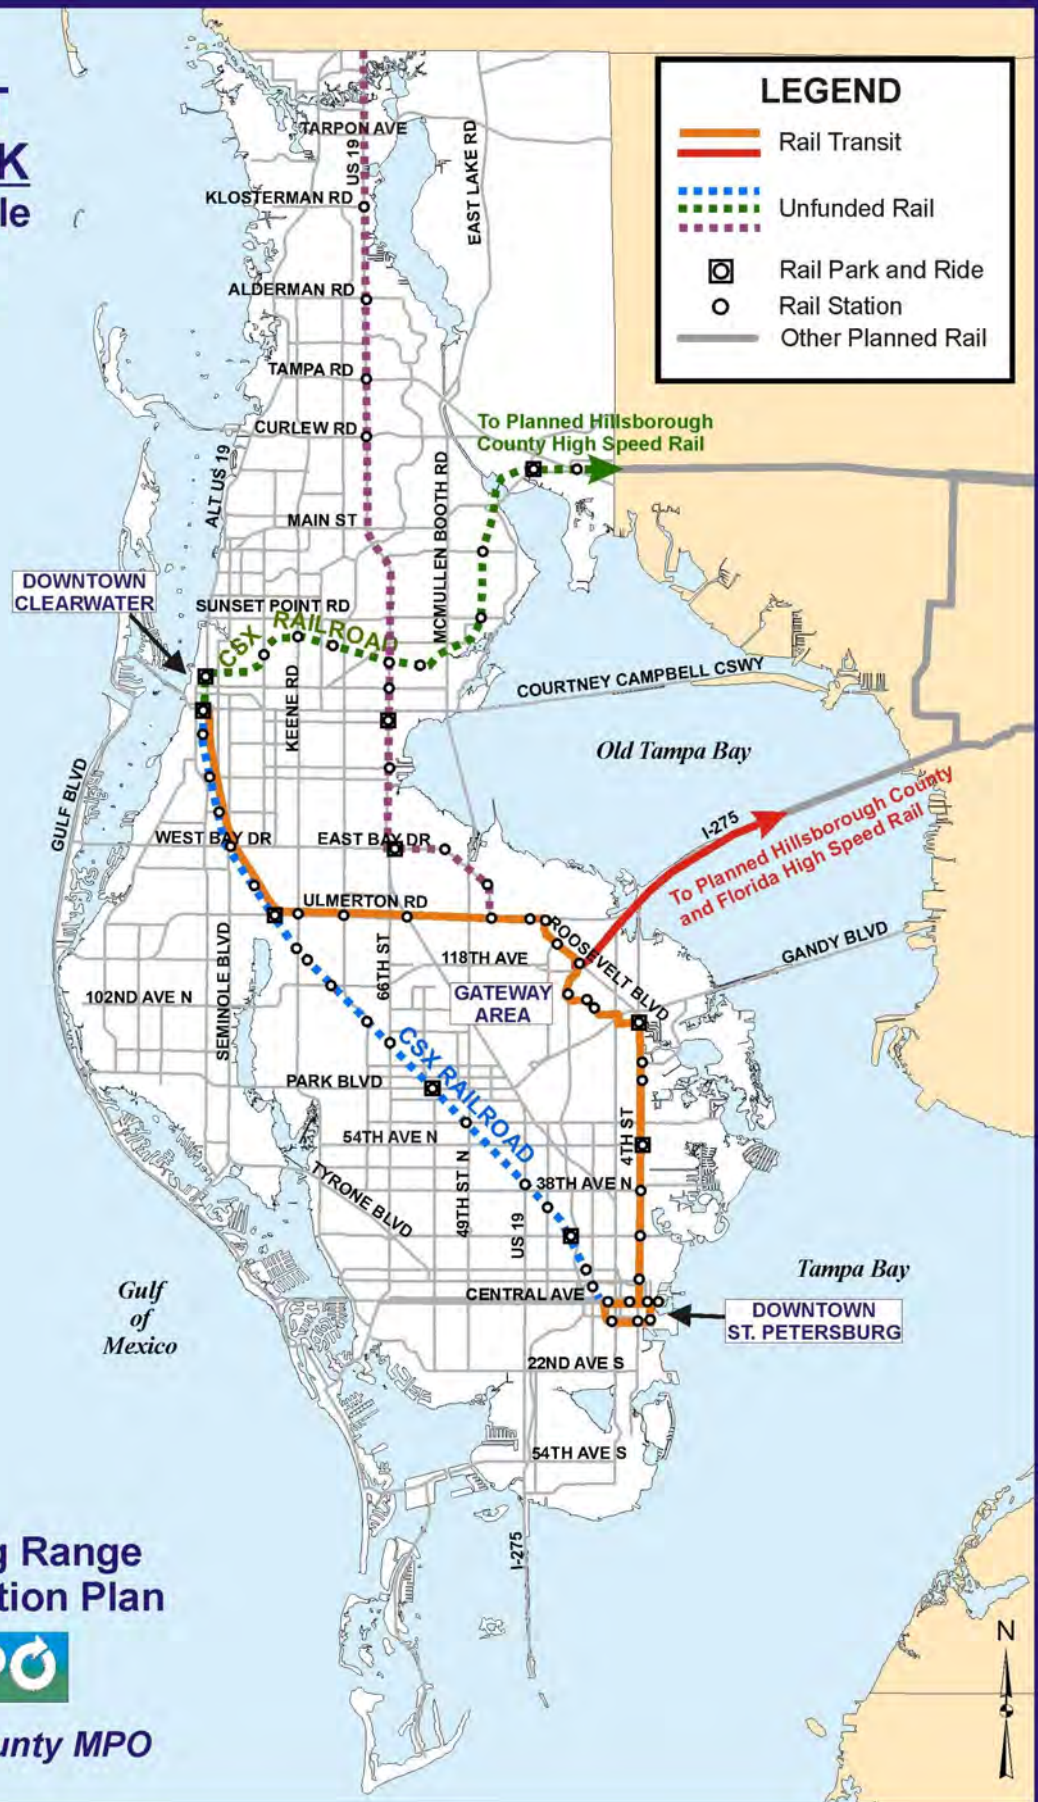 K
le
LEGEND
Rail Transit
Unfunded Rail
Rail Park and Ride
Rail Station
Other Planned Rail
TARPON AVE
US 19
EAST LAKE RD
KLOSTERMAN RD
ALDERMAN RD
TAMPA RD
CURLEW RD
To Planned Hillsborough
County High Speed Rail
ALT US 19
MCMULLEN BOOTH RD
MAIN ST
DOWNTOWN
CLEARWATER
SUNSET POINT RD
CSX RAILROAD
COURTNEY CAMPBELL CSWY
KEENE RD
Old Tampa Bay
GULF BLVD
I-275
To Planned Hillsborough County
and Florida High Speed Rail
WEST BAY DR
EAST BAY DR
ULMERTON RD
ROOSEVELT BLVD
GANDY BLVD
SEMINOLE BLVD
66TH ST
118TH AVE
GATEWAY
AREA
102ND AVE N
CSX RAILROAD
PARK BLVD
54TH AVE N
4TH ST
49TH ST N
38TH AVE N
TYRONE BLVD
US 19
Gulf
of
Mexico
Tampa Bay
CENTRAL AVE
DOWNTOWN
ST. PETERSBURG
22ND AVE S
54TH AVE S
I-275
g Range
tion Plan
PO
unty MPO
N